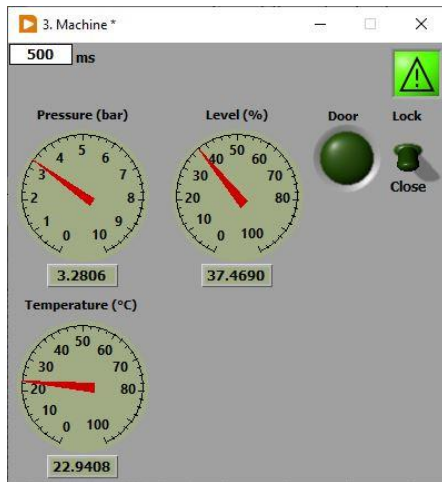 3. Machine *
500 ms
Pressure (bar)
Level (%)
Door
Lock
Close
0 1 2 3 4 5 6 7 8 9 10
3.2806
0 10 20 30 40 50 60 70 80 100
37.4690
Temperature (°C)
0 10 20 30 40 50 60 70 80 100
22.9408